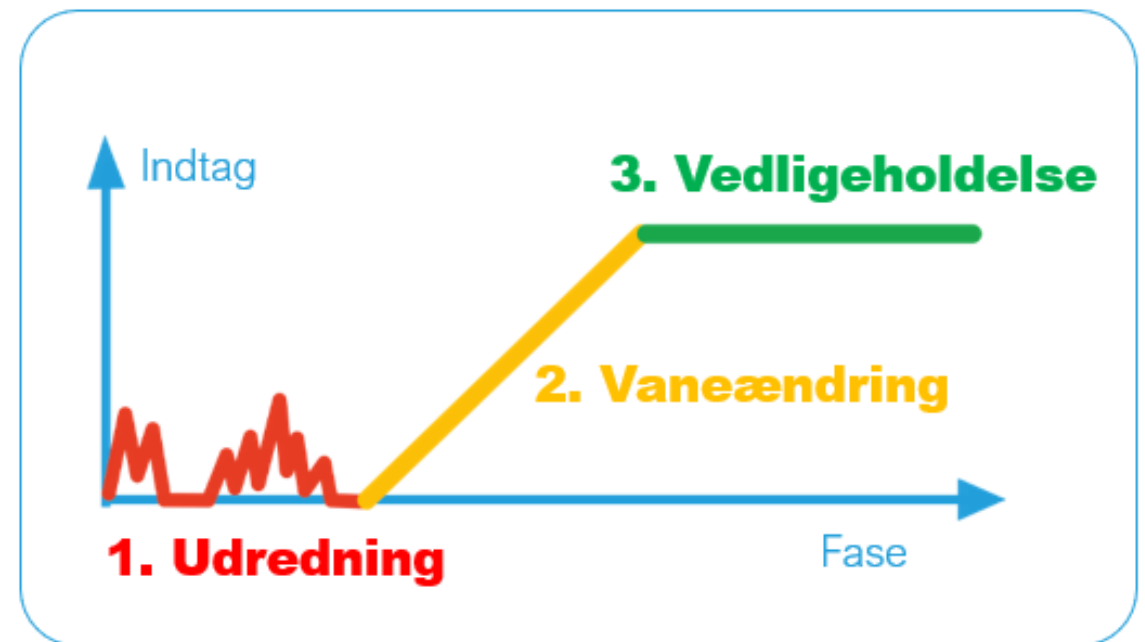 Indtag
3. Vedligeholdelse
2. Vaneændring
1. Udredning
Fase